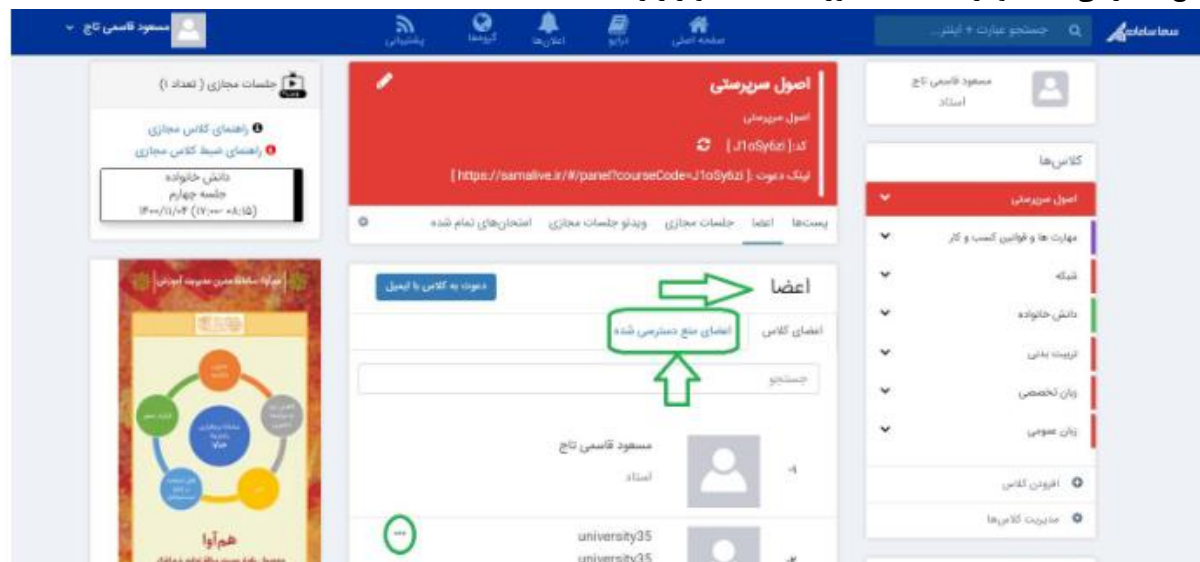 جستجو عبارت + اینتر...
صفحه اصلی
درایو
اعلان‌ها
گروه‌ها
پشتیبانی
مسعود قاسمی تاج
مسعود قاسمی تاج
استاد
کلاس‌ها
اصول سرپرستی
مهارت ها و قوانین کسب و کار
شبکه
دانش خانواده
تربیت بدنی
زبان تخصصی
زبان عمومی
افزودن کلاس
مدیریت کلاس‌ها
اصول سرپرستی
اصول سرپرستی
کد:[ J1oSy6zi ]
لینک دعوت :[ https://samalive.ir/#/panel?courseCode=J1oSy6zi ]
پست‌ها اعضا جلسات مجازی ویدئو جلسات مجازی امتحان‌های تمام شده
اعضا
دعوت به کلاس با ایمیل
اعضای کلاس اعضای منع دسترسی شده
جستجو
۱-
مسعود قاسمی تاج
استاد
۲-
university35
university35
جلسات مجازی ( تعداد ۱)
راهنمای کلاس مجازی
راهنمای ضبط کلاس مجازی
دانش خانواده
جلسه چهارم
۱۴۰۰/۱۱/۰۴ (۱۷:۰۰-۰۸:۱۵)
هم‌آوا